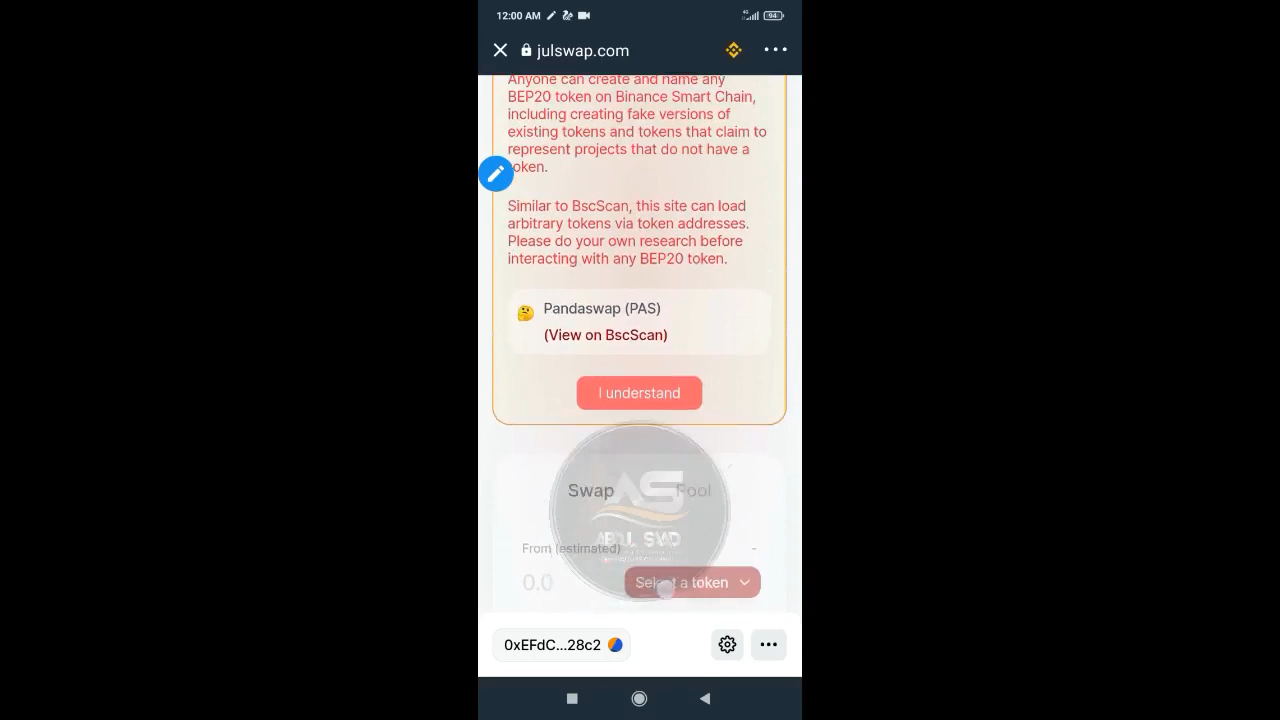 12:00 AM
4G
94
julswap.com
Anyone can create and name any
BEP20 token on Binance Smart Chain,
including creating fake versions of
existing tokens and tokens that claim to
represent projects that do not have a
token.
Similar to BscScan, this site can load
arbitrary tokens via token addresses.
Please do your own research before
interacting with any BEP20 token.
Pandaswap (PAS)
(View on BscScan)
I understand
Swap
Pool
AS
From (estimated)
-
0.0
Select a token
0xEFdC...28c2